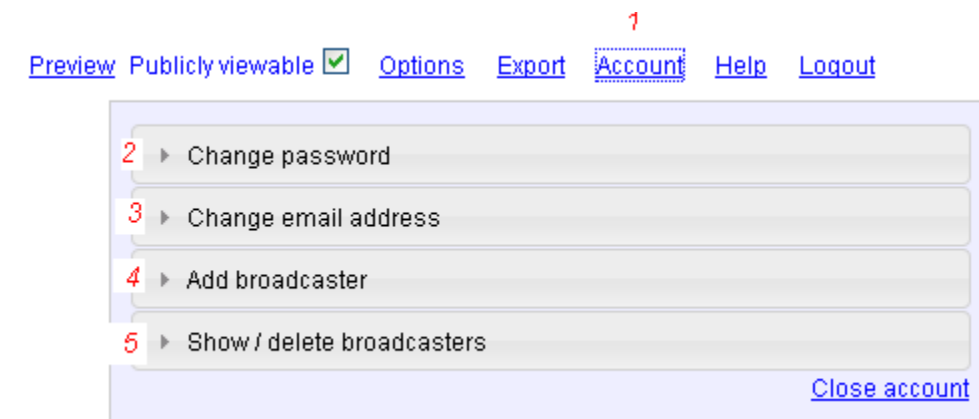 1
Preview Publicly viewable Options Export Account Help Logout
2 Change password
3 Change email address
4 Add broadcaster
5 Show / delete broadcasters
Close account